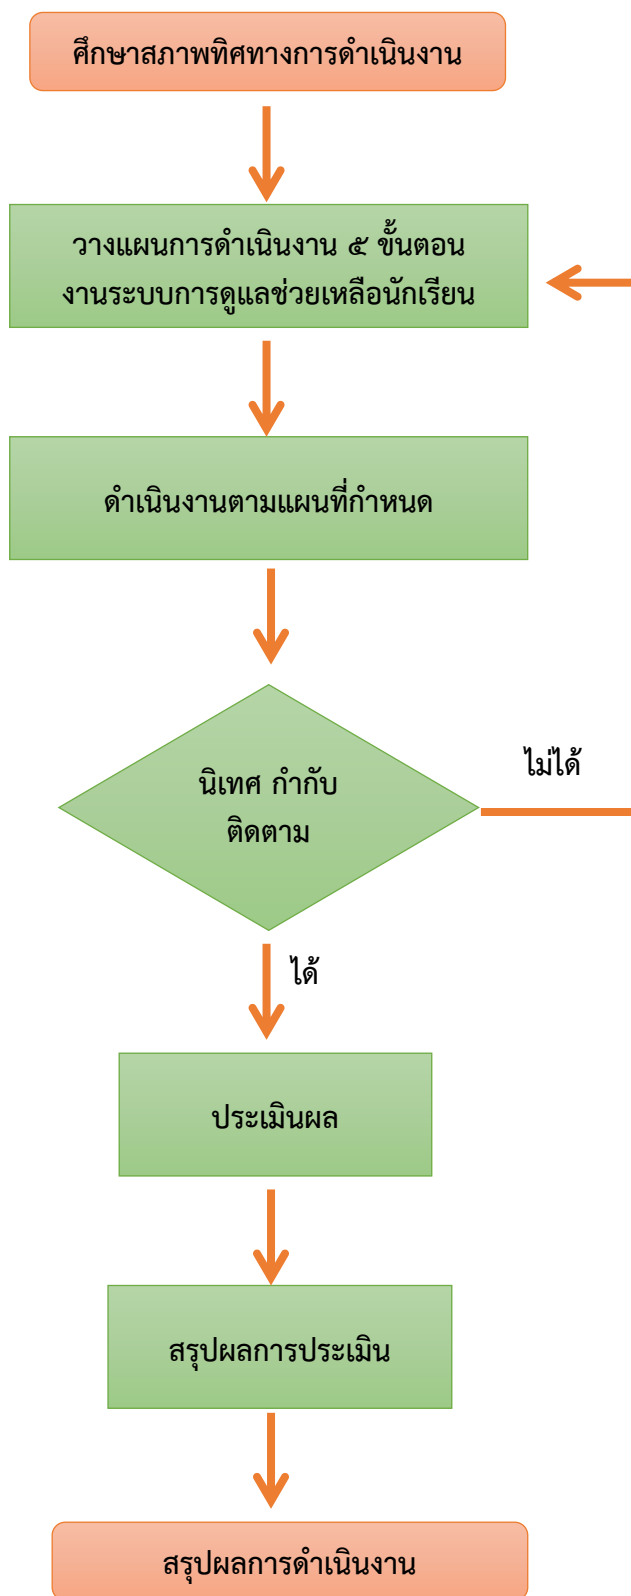 ศึกษาสภาพทิศทางการดำเนินงาน
วางแผนการดำเนินงาน ๕ ขั้นตอน
งานระบบการดูแลช่วยเหลือนักเรียน
ดำเนินงานตามแผนที่กำหนด
นิเทศ กำกับ
ติดตาม
ไม่ได้
ได้
ประเมินผล
สรุปผลการประเมิน
สรุปผลการดำเนินงาน